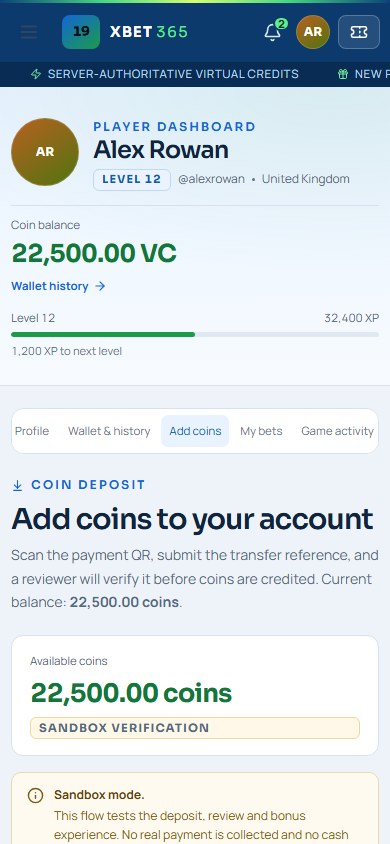 19 XBET 365 2 AR
SERVER-AUTHORITATIVE VIRTUAL CREDITS NEW
AR
PLAYER DASHBOARD
Alex Rowan
LEVEL 12 @alexrowan • United Kingdom
Coin balance
22,500.00 VC
Wallet history →
Level 12 32,400 XP
1,200 XP to next level
Profile Wallet & history Add coins My bets Game activity
COIN DEPOSIT
Add coins to your account
Scan the payment QR, submit the transfer reference, and
a reviewer will verify it before coins are credited. Current
balance: 22,500.00 coins.
Available coins
22,500.00 coins
SANDBOX VERIFICATION
Sandbox mode.
This flow tests the deposit, review and bonus
experience. No real payment is collected and no cash